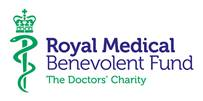 Royal Medical
Benevolent Fund
The Doctors' Charity